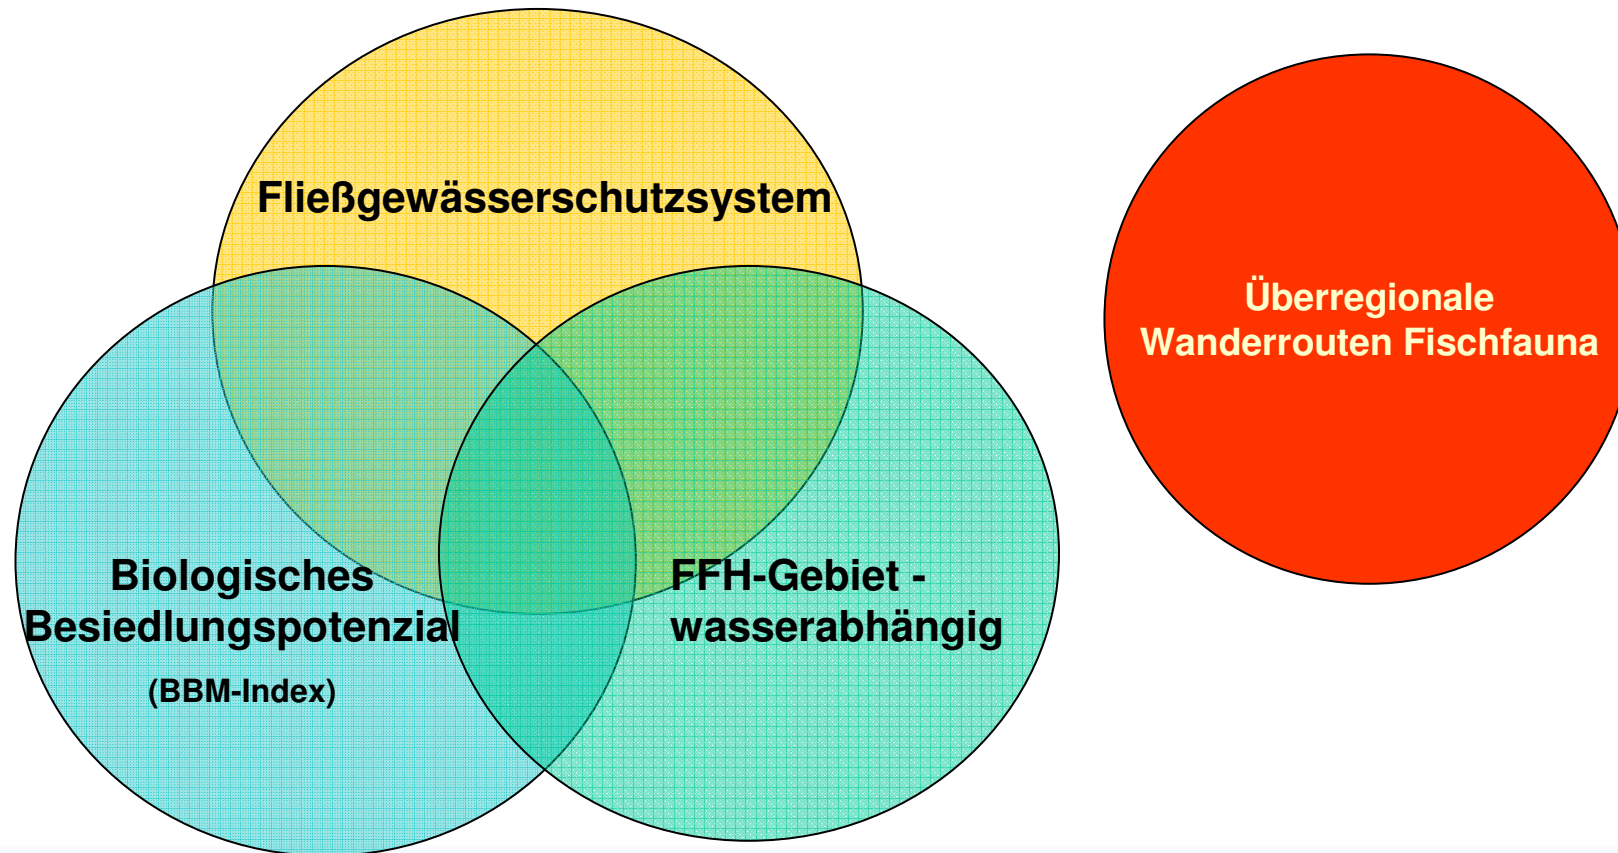 Fließgewässerschutzsystem
Überregionale
Wanderrouten Fischfauna
Biologisches
Besiedlungspotenzial
(BBM-Index)
FFH-Gebiet -
wasserabhängig